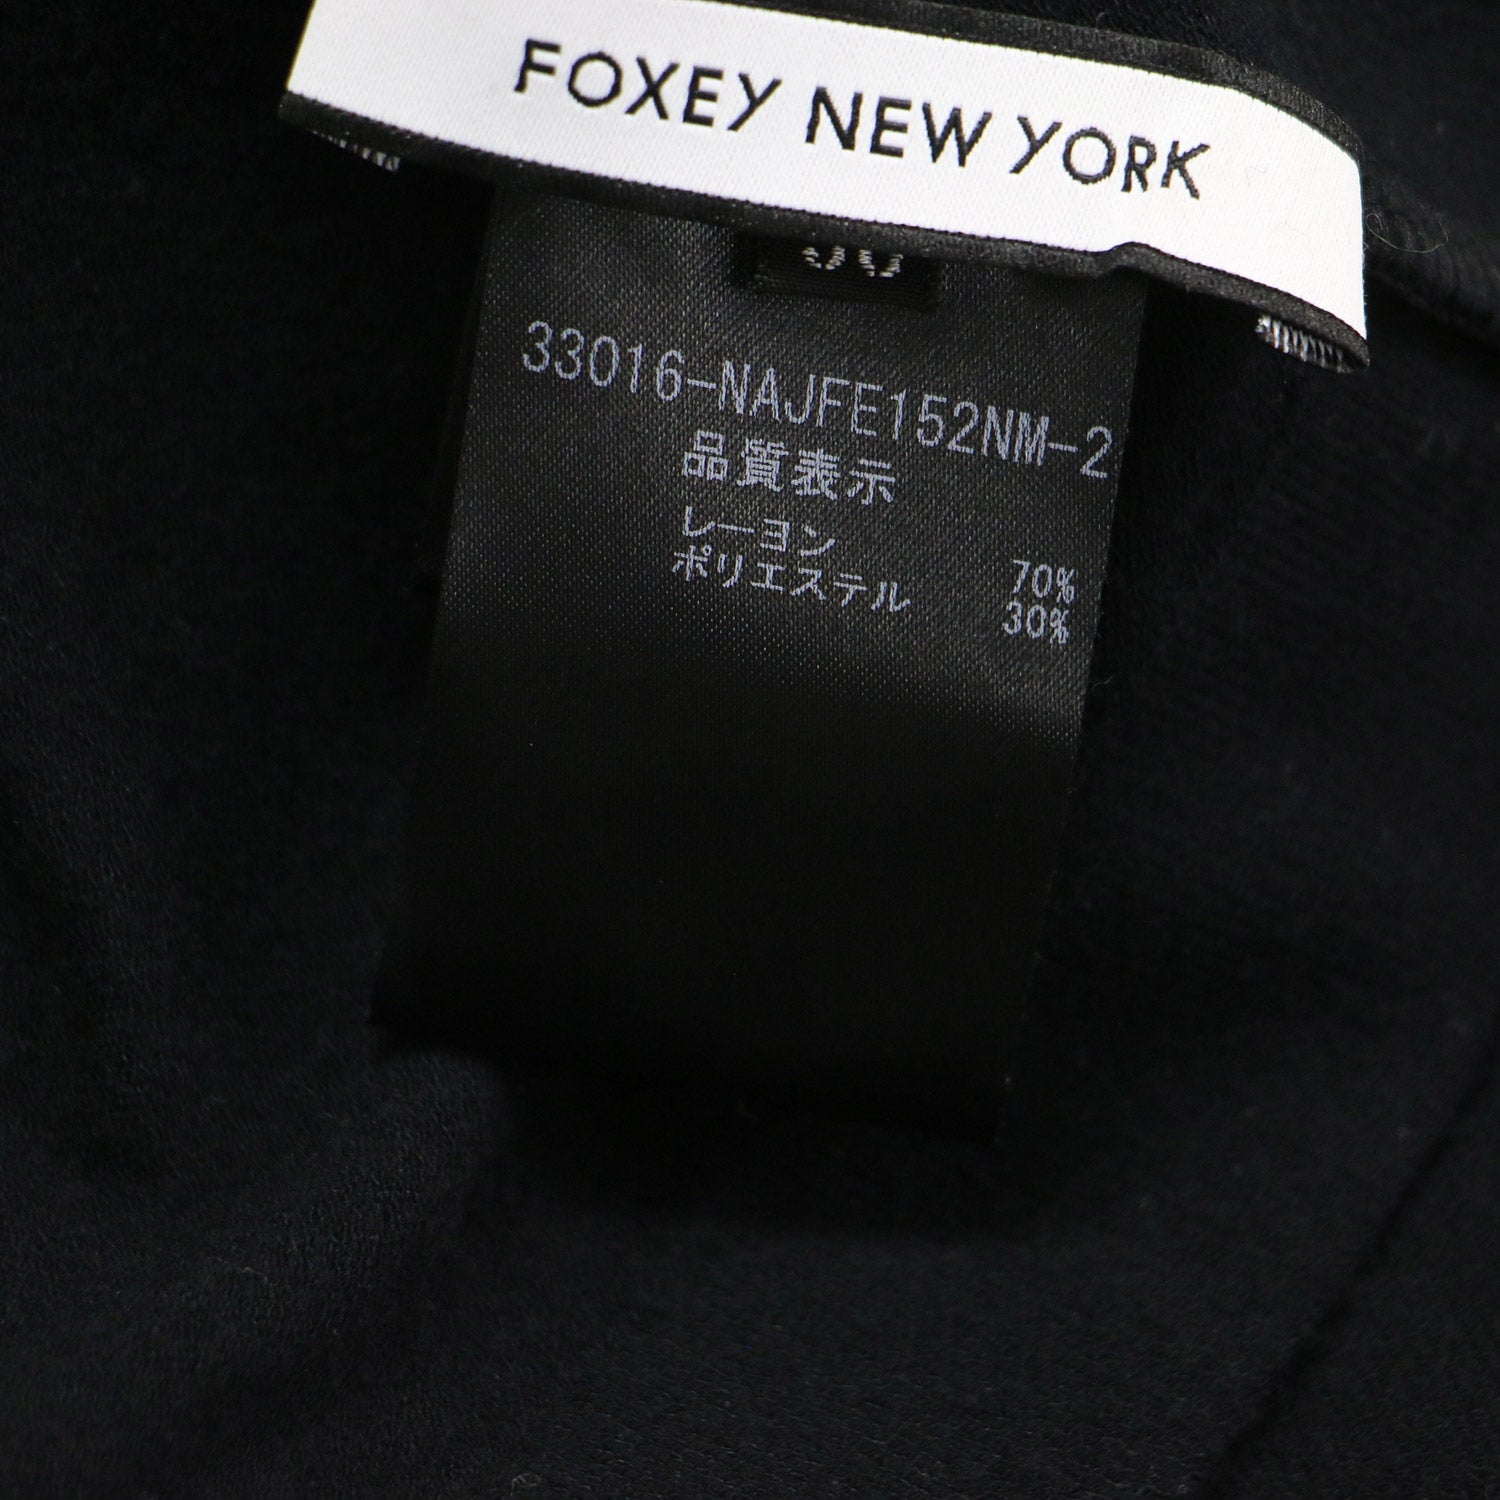 FOXEY NEW YORK
33016-NAJFE152NM-2
品質表示
レーヨン 70%
ポリエステル 30%